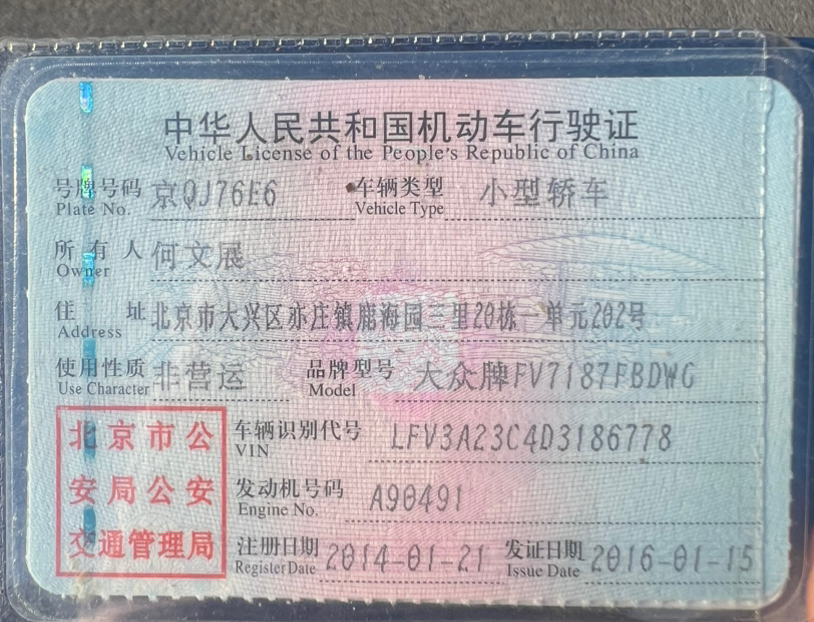 中华人民共和国机动车行驶证
Vehicle License of the People's Republic of China
号牌号码 京QJ76E6 车辆类型 小型轿车
Plate No. Vehicle Type
所有人 何文展
Owner
住址 北京市大兴区亦庄镇鹿海园三里20栋一单元202号
Address
使用性质 非营运 品牌型号 大众牌FV7187FBDWG
Use Character Model
北京市公 车辆识别代号 LFV3A23C4D3186778
VIN
安局公安 发动机号码 A90491
Engine No.
交通管理局 注册日期 2014-01-21 发证日期 2016-01-15
Register Date Issue Date